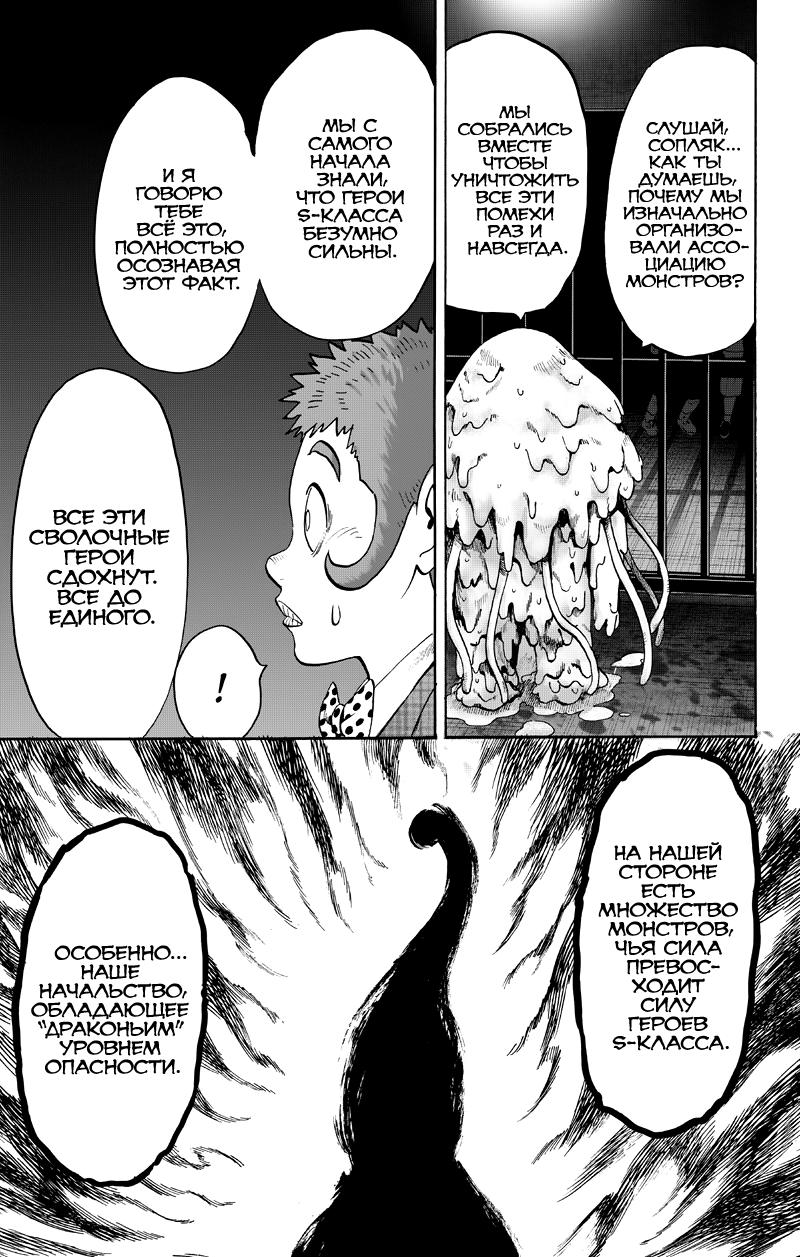 СЛУШАЙ,
СОПЛЯК...
КАК ТЫ
ДУМАЕШЬ,
ПОЧЕМУ МЫ
ИЗНАЧАЛЬНО
ОРГАНИЗО-
ВАЛИ АССО-
ЦИАЦИЮ
МОНСТРОВ?
МЫ
СОБРАЛИСЬ
ВМЕСТЕ
ЧТОБЫ
УНИЧТОЖИТЬ
ВСЕ ЭТИ
ПОМЕХИ
РАЗ И
НАВСЕГДА.
МЫ С
САМОГО
НАЧАЛА
ЗНАЛИ,
ЧТО ГЕРОИ
S-КЛАССА
БЕЗУМНО
СИЛЬНЫ.
И Я
ГОВОРЮ
ТЕБЕ
ВСЁ ЭТО,
ПОЛНОСТЬЮ
ОСОЗНАВАЯ
ЭТОТ ФАКТ.
ВСЕ ЭТИ
СВОЛОЧНЫЕ
ГЕРОИ
СДОХНУТ.
ВСЕ ДО
ЕДИНОГО.
!
НА НАШЕЙ
СТОРОНЕ
ЕСТЬ
МНОЖЕСТВО
МОНСТРОВ,
ЧЬЯ СИЛА
ПРЕВОС-
ХОДИТ
СИЛУ
ГЕРОЕВ
S-КЛАССА.
ОСОБЕННО...
НАШЕ
НАЧАЛЬСТВО,
ОБЛАДАЮЩЕЕ
"ДРАКОНЬИМ"
УРОВНЕМ
ОПАСНОСТИ.